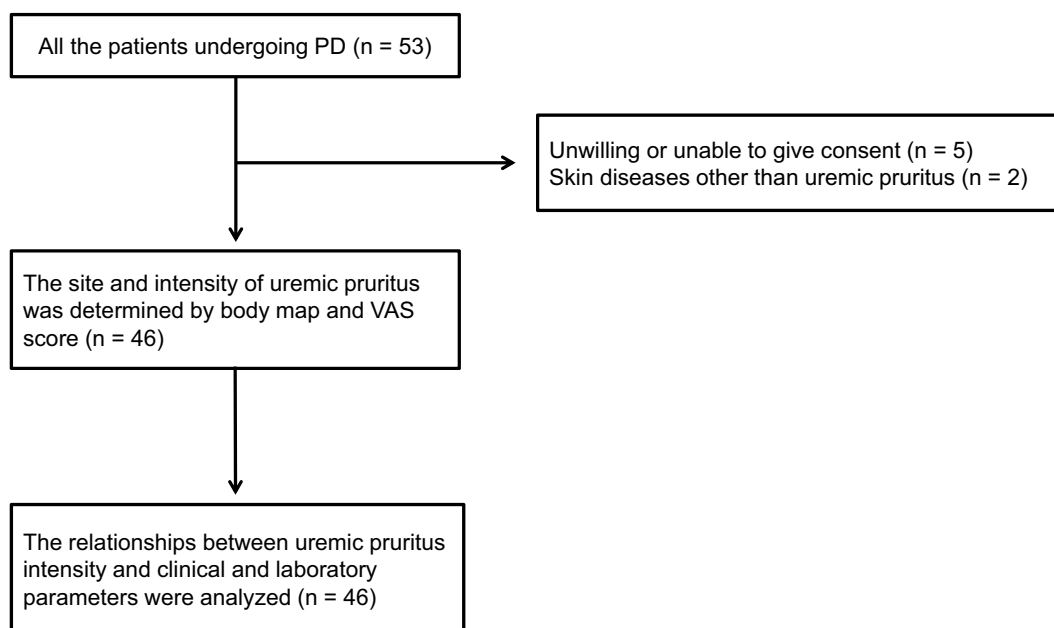 All the patients undergoing PD (n = 53)
Unwilling or unable to give consent (n = 5)
Skin diseases other than uremic pruritus (n = 2)
The site and intensity of uremic pruritus
was determined by body map and VAS
score (n = 46)
The relationships between uremic pruritus
intensity and clinical and laboratory
parameters were analyzed (n = 46)